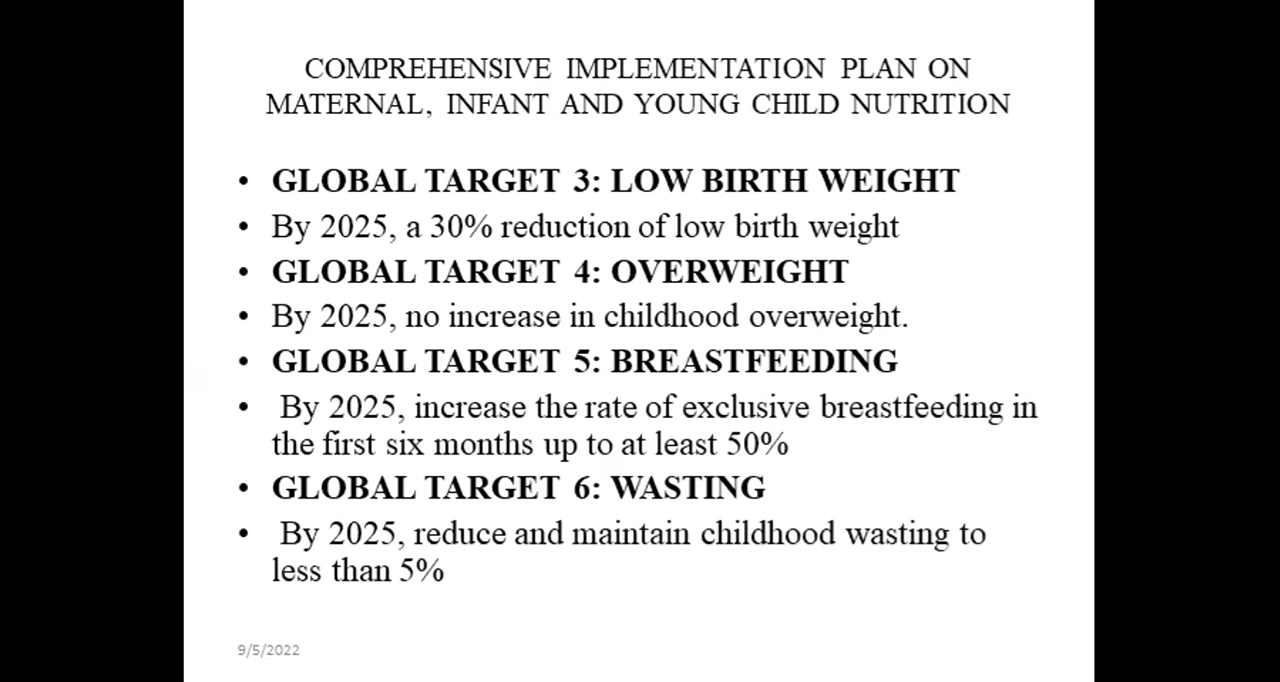 COMPREHENSIVE IMPLEMENTATION PLAN ON
MATERNAL, INFANT AND YOUNG CHILD NUTRITION
• GLOBAL TARGET 3: LOW BIRTH WEIGHT
• By 2025, a 30% reduction of low birth weight
• GLOBAL TARGET 4: OVERWEIGHT
• By 2025, no increase in childhood overweight.
• GLOBAL TARGET 5: BREASTFEEDING
• By 2025, increase the rate of exclusive breastfeeding in
the first six months up to at least 50%
• GLOBAL TARGET 6: WASTING
• By 2025, reduce and maintain childhood wasting to
less than 5%
9/5/2022